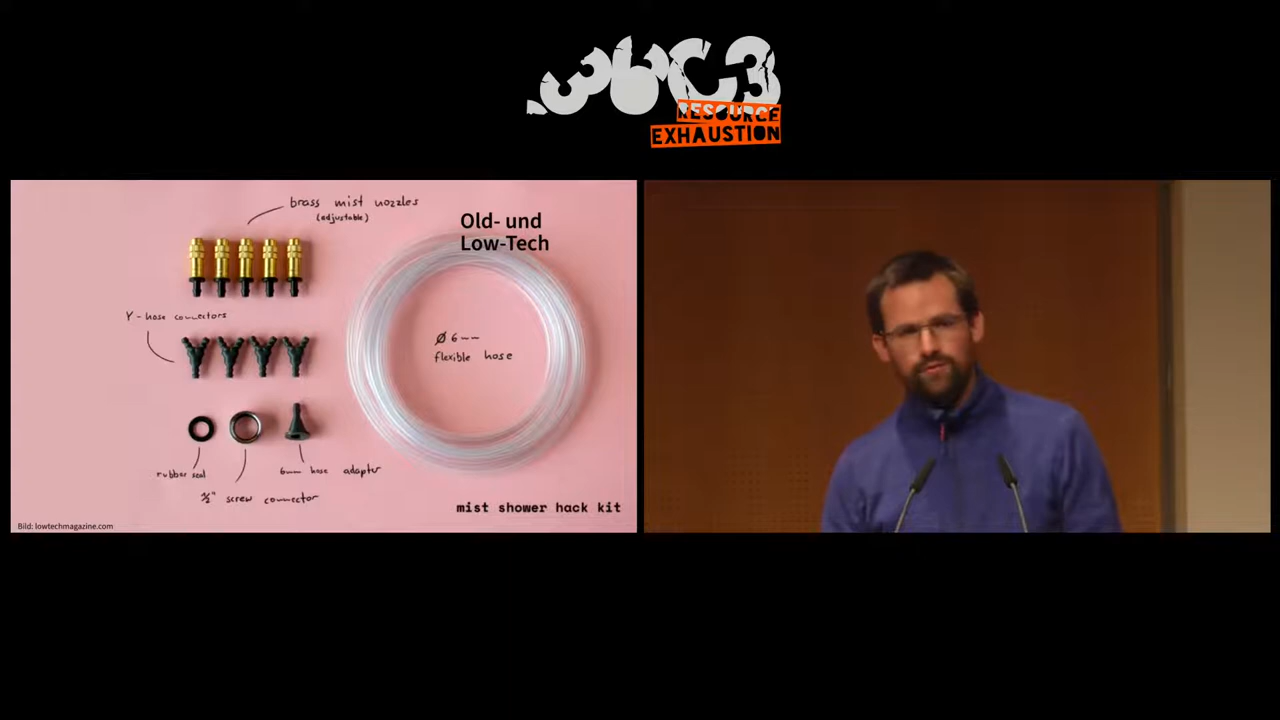 36C3
RESOURCE
EXHAUSTION
brass mist nozzles
(adjustable)
Old- und
Low-Tech
Y-hose connectors
Ø 6mm
flexible hose
rubber seal
6mm hose adapter
½" screw connector
mist shower hack kit
Bild: lowtechmagazine.com